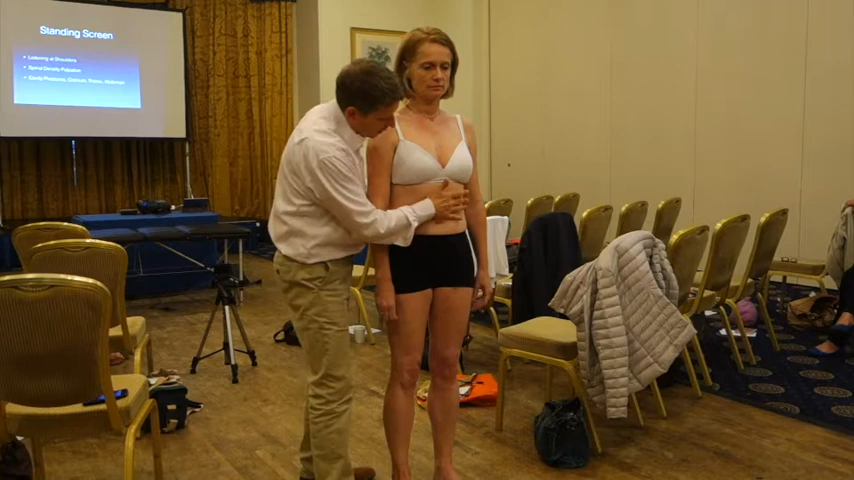 Standing Screen
Listening at Shoulders
Spinal Density Palpation
Cavity Pressures, Cranium, Thorax, Abdomen